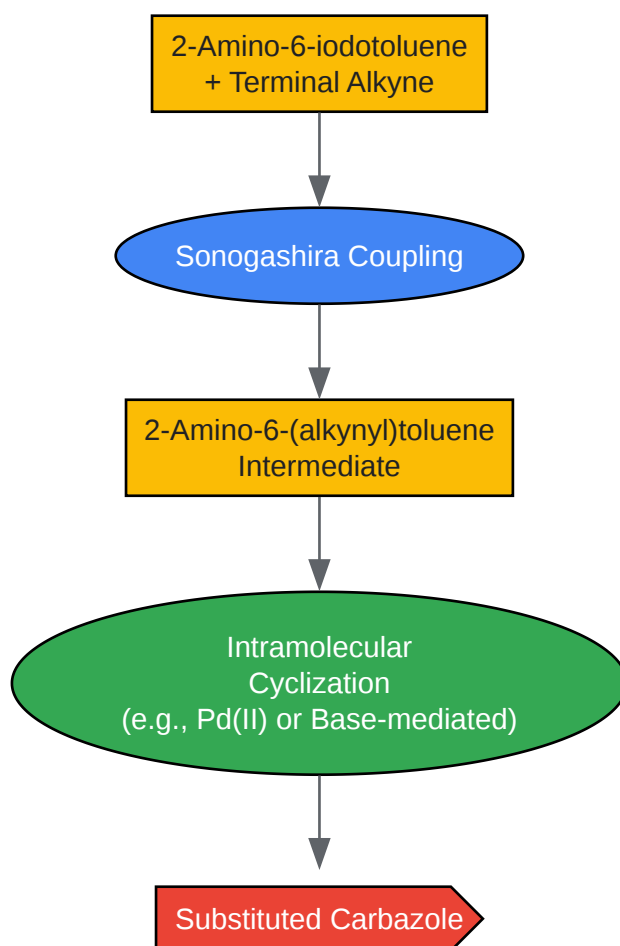 2-Amino-6-iodotoluene
+ Terminal Alkyne
Sonogashira Coupling
2-Amino-6-(alkynyl)toluene
Intermediate
Intramolecular
Cyclization
(e.g., Pd(II) or Base-mediated)
Substituted Carbazole